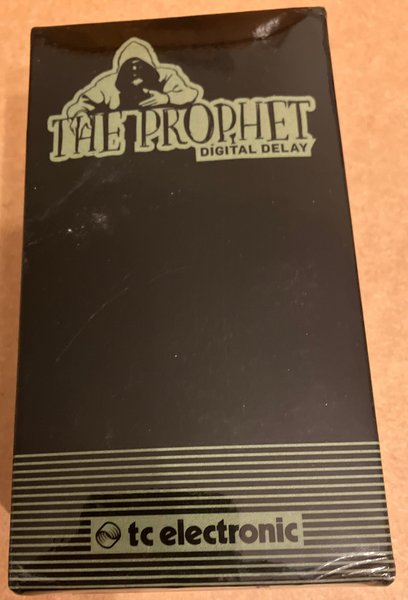 THE PROPHET
DiGITAL DELAY
tc electronic